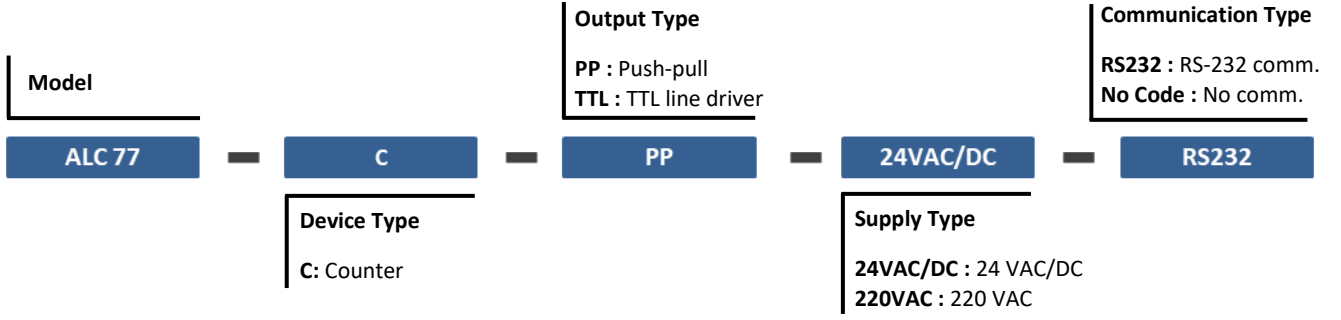 Output Type
PP : Push-pull
TTL : TTL line driver
Communication Type
RS232 : RS-232 comm.
No Code : No comm.
Model
ALC 77 - C - PP - 24VAC/DC - RS232
Device Type
C: Counter
Supply Type
24VAC/DC : 24 VAC/DC
220VAC : 220 VAC